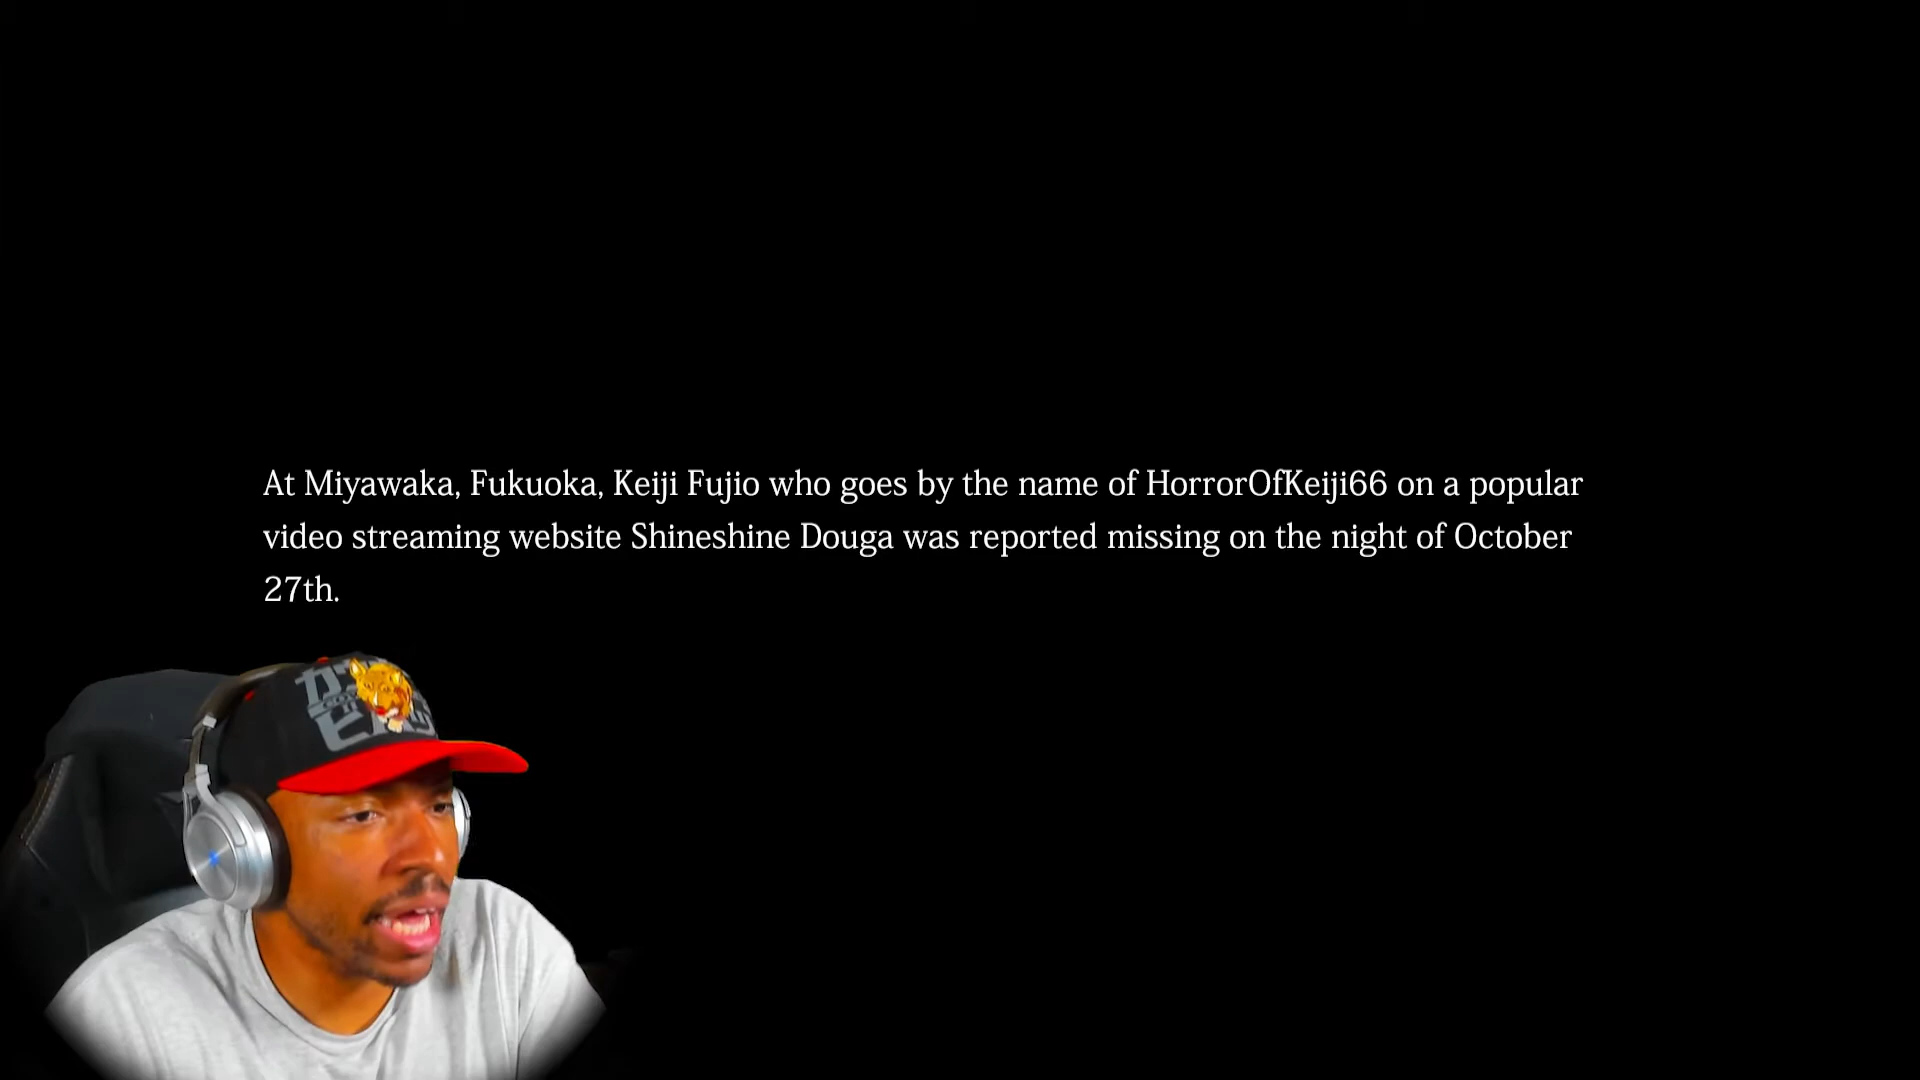 At Miyawaka, Fukuoka, Keiji Fujio who goes by the name of HorrorOfKeiji66 on a popular
video streaming website Shineshine Douga was reported missing on the night of October
27th.